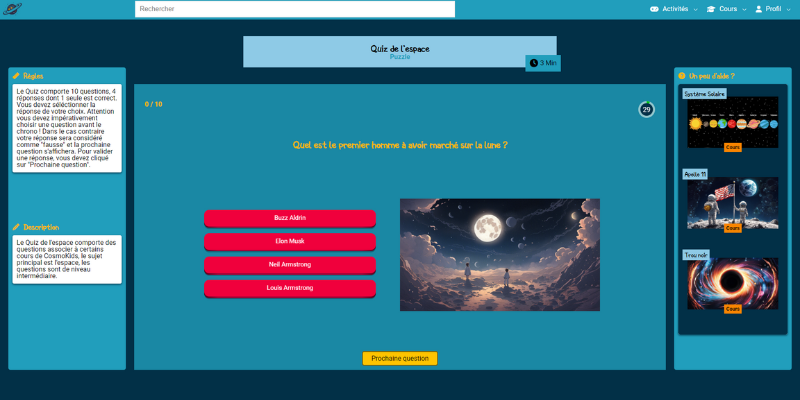 Rechercher
Activités
Cours
Profil
Quiz de l'espace
Puzzle
3 Min
Règles
Le Quiz comporte 10 questions, 4
réponses dont 1 seule est correct.
Vous devez sélectionner la
réponse de votre choix. Attention
vous devez impérativement
choisir une question avant le
chrono ! Dans le cas contraire
votre réponse sera considéré
comme "fausse" et la prochaine
question s'affichera. Pour valider
une réponse, vous devez cliqué
sur "Prochaine question".
Description
Le Quiz de l'espace comporte des
questions associer à certains
cours de CosmoKids, le sujet
principal est l'espace, les
questions sont de niveau
intermédiaire.
0 / 10
29
Quel est le premier homme à avoir marché sur la lune ?
Buzz Aldrin
Elon Musk
Neil Armstrong
Louis Armstrong
Prochaine question
Un peu d'aide ?
Système Solaire
Cours
Apollo 11
Cours
Trou noir
Cours